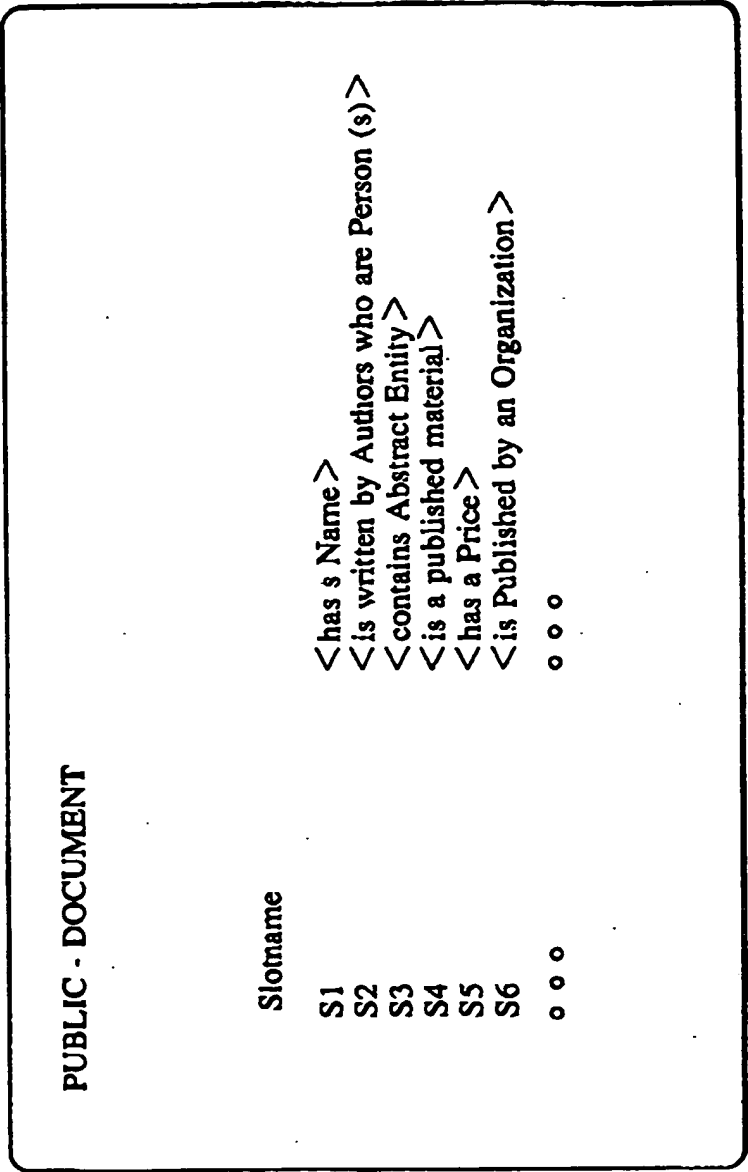 PUBLIC - DOCUMENT
Slotname
S1 <has s Name>
S2 <is written by Authors who are Person (s)>
S3 <contains Abstract Entity>
S4 <is a published material>
S5 <has a Price>
S6 <is Published by an Organization>
o o o o o o